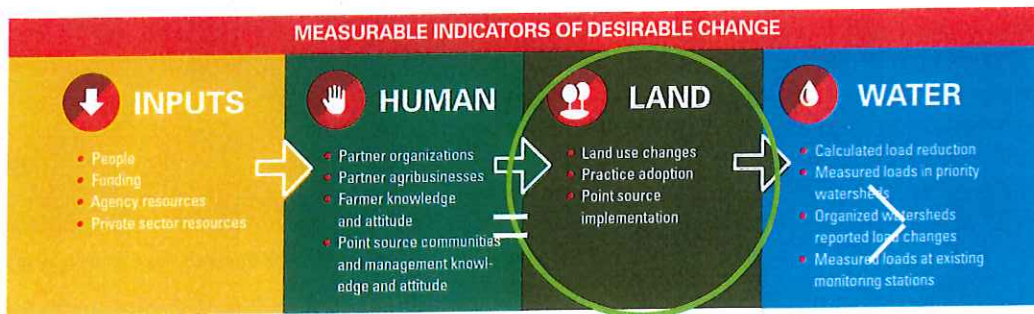 MEASURABLE INDICATORS OF DESIRABLE CHANGE
INPUTS
• People
• Funding
• Agency resources
• Private sector resources
HUMAN
• Partner organizations
• Partner agribusinesses
• Farmer knowledge
and attitude
• Point source communities
and management knowl-
edge and attitude
LAND
• Land use changes
• Practice adoption
• Point source
implementation
WATER
• Calculated load reduction
• Measured loads in priority
watersheds
• Organized watersheds
reported load changes
• Measured loads at existing
monitoring stations